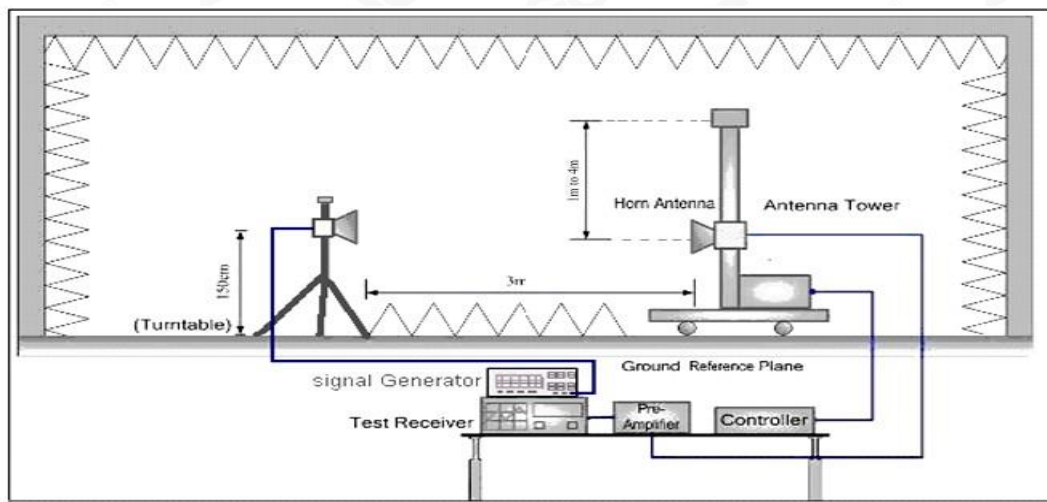 1m to 4m
Horn Antenna
Antenna Tower
150cm
3m
(Turntable)
Ground Reference Plane
signal Generator
Test Receiver
Pre-
Amplifier
Controller